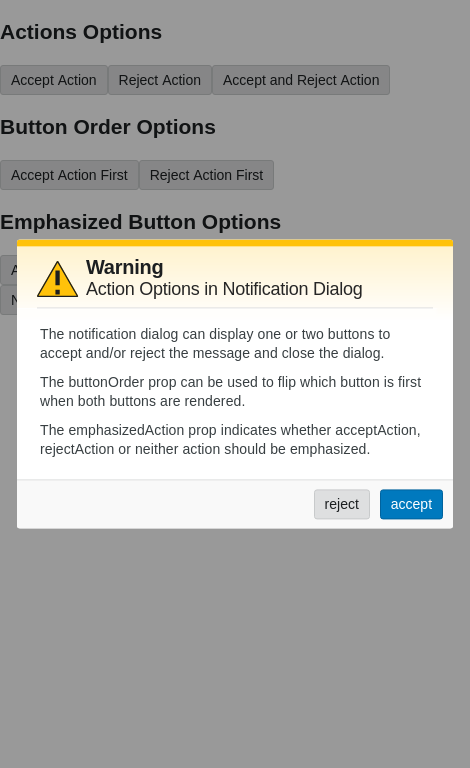 Actions Options
Accept Action Reject Action Accept and Reject Action
Button Order Options
Accept Action First Reject Action First
Emphasized Button Options
Warning
Action Options in Notification Dialog
The notification dialog can display one or two buttons to
accept and/or reject the message and close the dialog.
The buttonOrder prop can be used to flip which button is first
when both buttons are rendered.
The emphasizedAction prop indicates whether acceptAction,
rejectAction or neither action should be emphasized.
reject accept